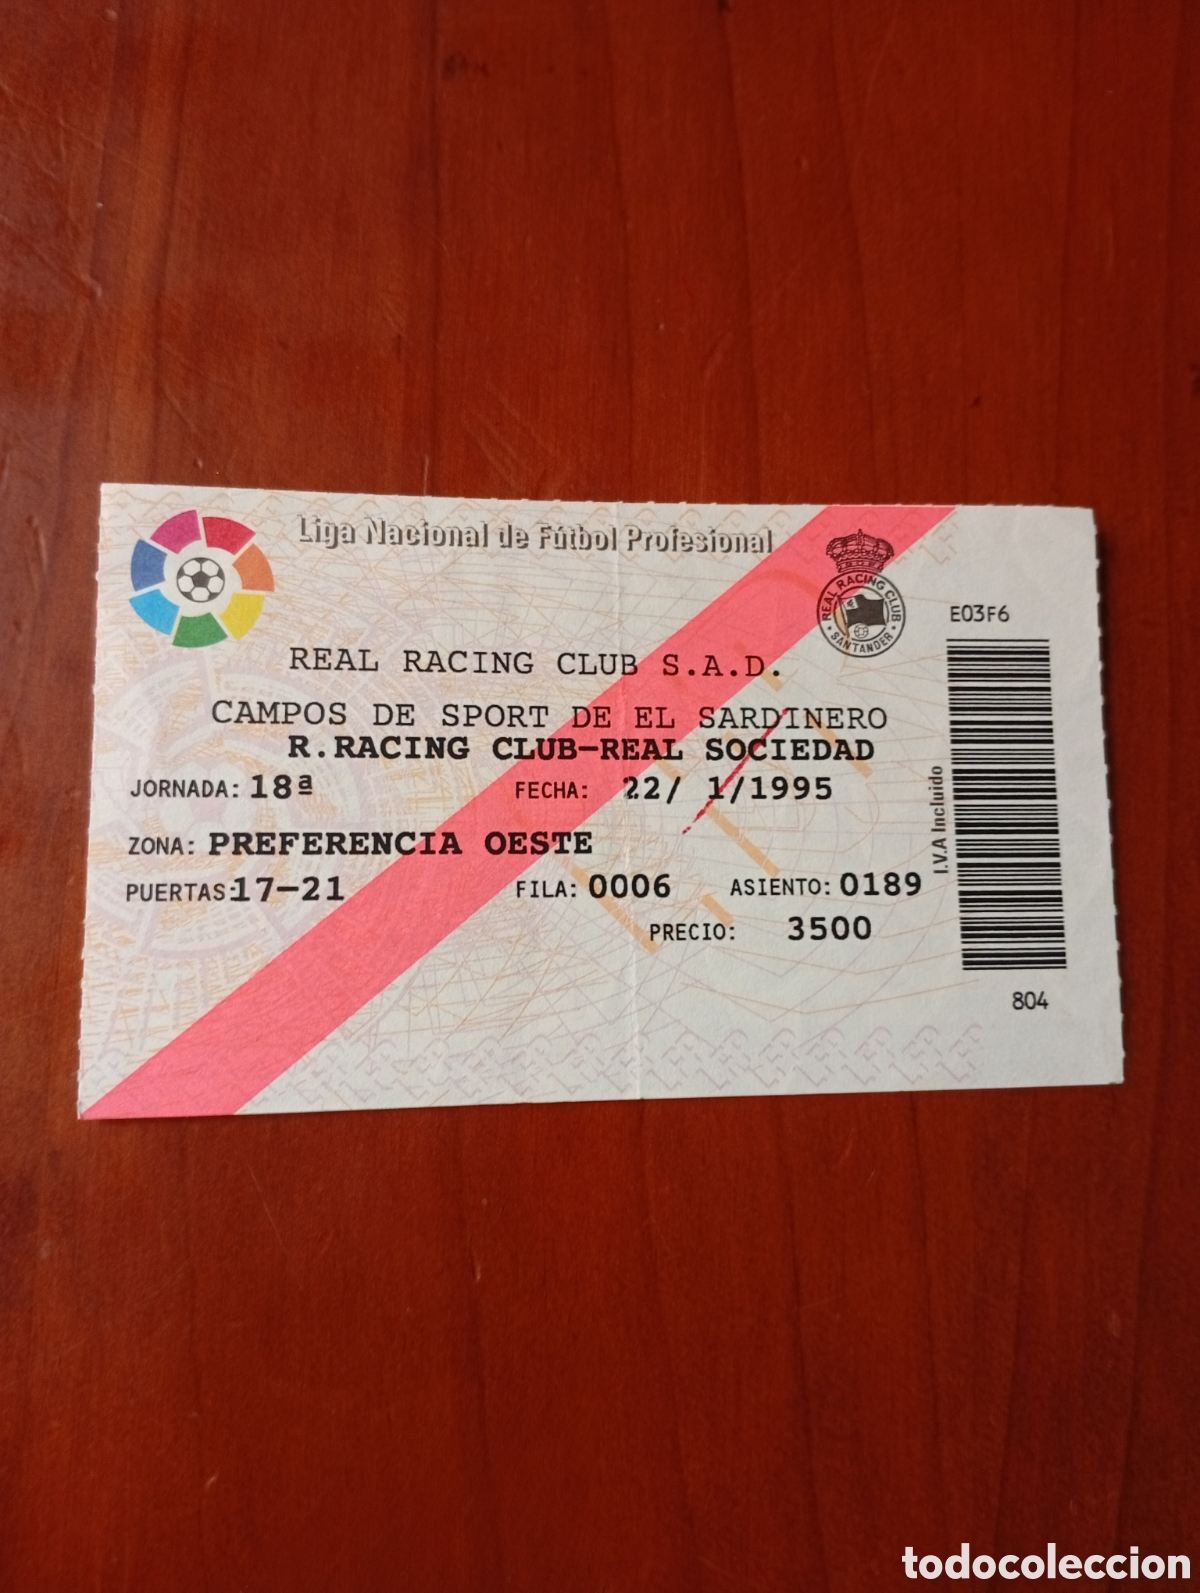 Liga Nacional de Fútbol Profesional
REAL RACING CLUB
SANTANDER
E03F6
REAL RACING CLUB S.A.D.
CAMPOS DE SPORT DE EL SARDINERO
R.RACING CLUB-REAL SOCIEDAD
JORNADA: 18ª FECHA: 22/ 1/1995
ZONA: PREFERENCIA OESTE
PUERTAS:17-21 FILA: 0006 ASIENTO: 0189
PRECIO: 3500
I.V.A Incluido
804
todocoleccion